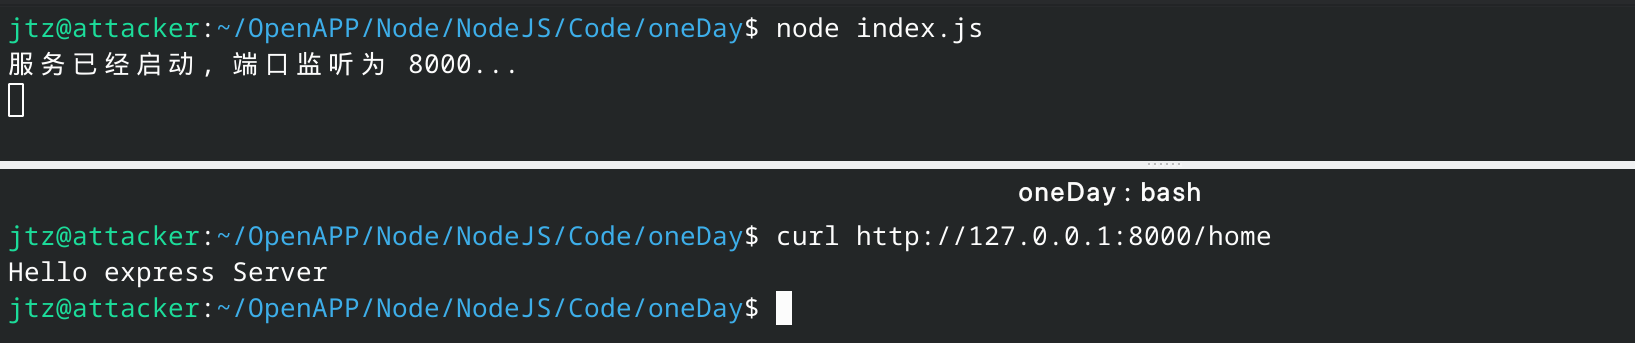 jtz@attacker:~/OpenAPP/Node/NodeJS/Code/oneDay$ node index.js
服务已经启动, 端口监听为 8000...
oneDay : bash
jtz@attacker:~/OpenAPP/Node/NodeJS/Code/oneDay$ curl http://127.0.0.1:8000/home
Hello express Server
jtz@attacker:~/OpenAPP/Node/NodeJS/Code/oneDay$